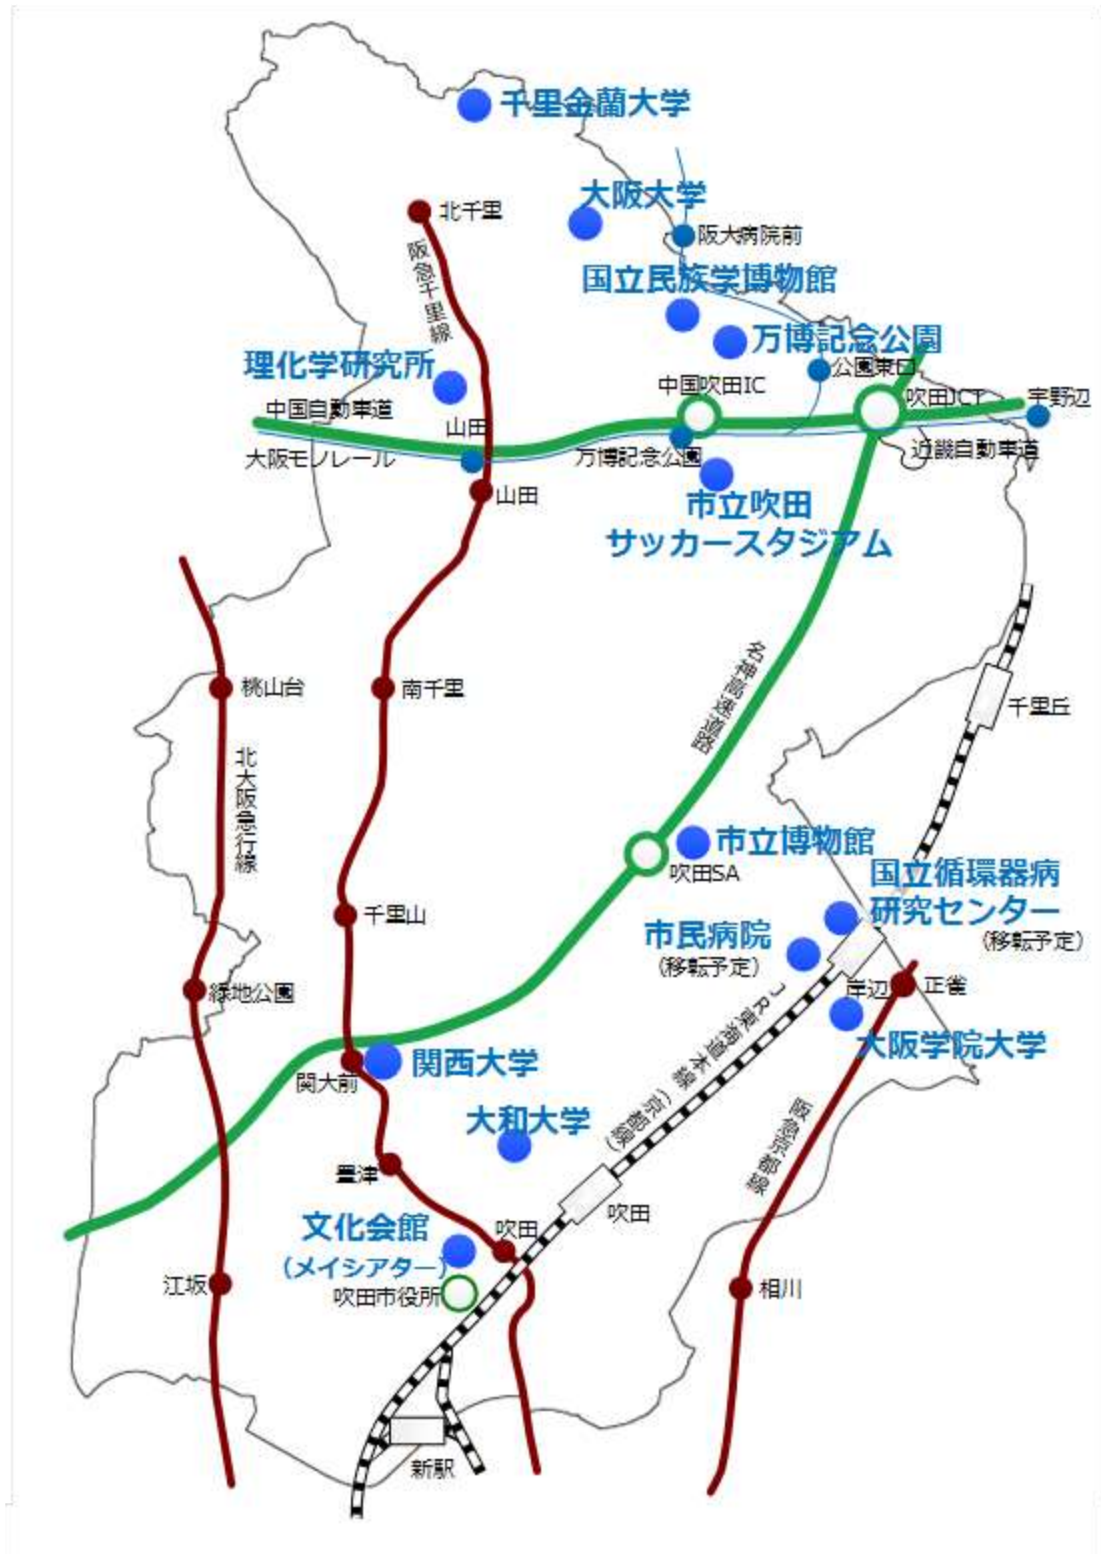 千里金蘭大学
大阪大学
北千里
阪大病院前
阪急千里線
国立民族学博物館
万博記念公園
理化学研究所
公園東口
中国吹田IC
吹田JCT
宇野辺
中国自動車道
山田
大阪モノレール
万博記念公園
近畿自動車道
山田
市立吹田
サッカースタジアム
名神高速道路
桃山台
南千里
千里丘
北大阪急行線
市立博物館
吹田SA
国立循環器病
研究センター
(移転予定)
千里山
市民病院
(移転予定)
緑地公園
岸辺
正雀
JR東海道本線(京都線)
大阪学院大学
関西大学
関大前
大和大学
阪急京都線
豊津
文化会館
(メイシアター)
吹田
吹田
江坂
吹田市役所
相川
新駅